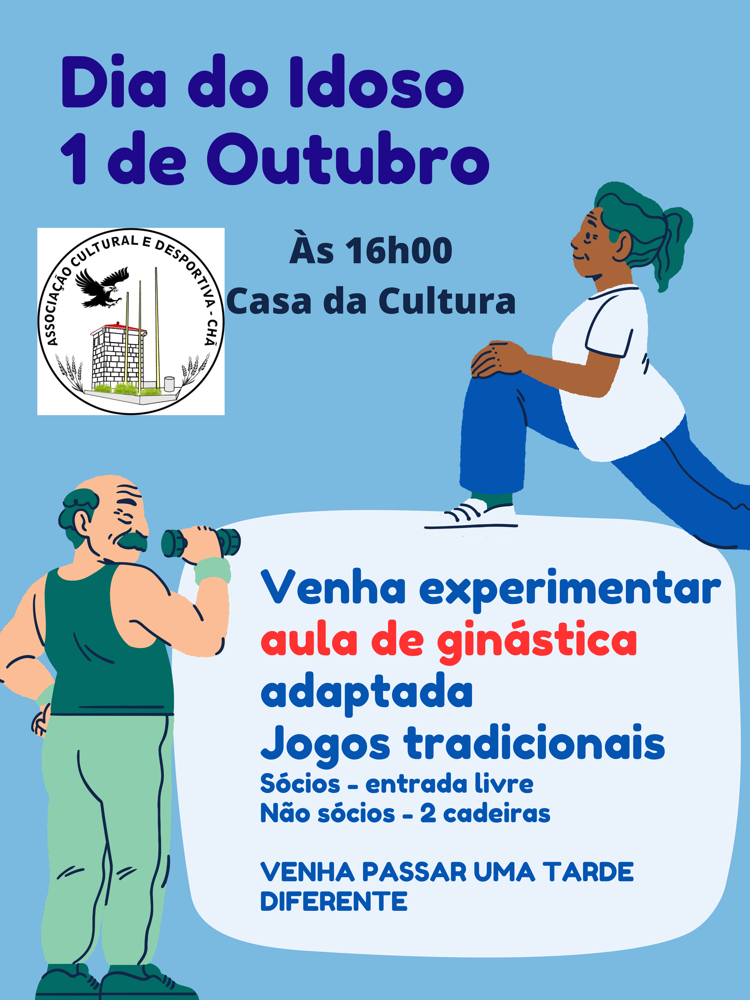 Dia do Idoso
1 de Outubro
Às 16h00
Casa da Cultura
ASSOCIAÇÃO CULTURAL E DESPORTIVA - CHÃ
Venha experimentar
aula de ginástica
adaptada
Jogos tradicionais
Sócios - entrada livre
Não sócios - 2 cadeiras
VENHA PASSAR UMA TARDE
DIFERENTE